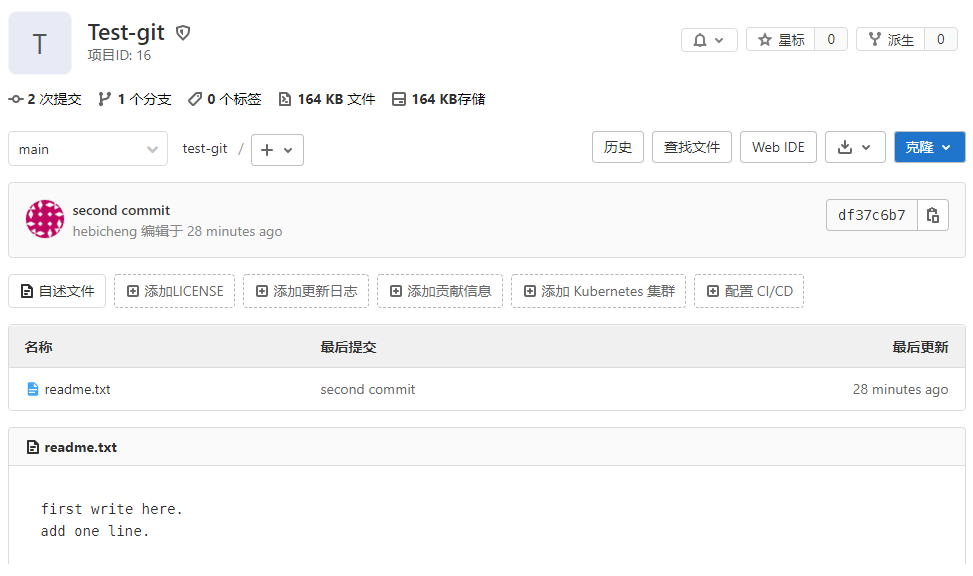 T
Test-git
项目ID: 16
星标 0
派生 0
2 次提交 1 个分支 0 个标签 164 KB 文件 164 KB存储
main test-git / + 历史 查找文件 Web IDE 克隆
second commit
hebicheng 编辑于 28 minutes ago
df37c6b7
自述文件 添加LICENSE 添加更新日志 添加贡献信息 添加 Kubernetes 集群 配置 CI/CD
名称 最后提交 最后更新
readme.txt second commit 28 minutes ago
readme.txt
first write here.
add one line.